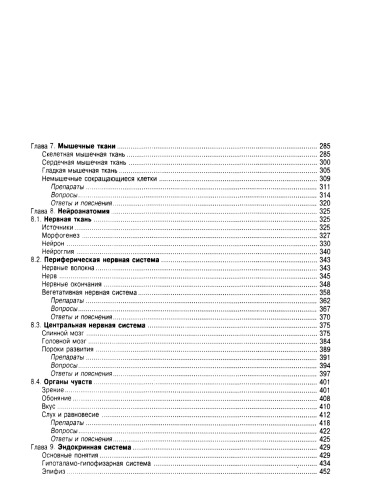 Глава 7. Мышечные ткани ... 285
Скелетная мышечная ткань ... 285
Сердечная мышечная ткань ... 300
Гладкая мышечная ткань ... 305
Немышечные сокращающиеся клетки ... 309
Препараты ... 311
Вопросы ... 314
Ответы и пояснения ... 320
Глава 8. Нейроанатомия ... 325
8.1. Нервная ткань ... 325
Источники ... 325
Морфогенез ... 327
Нейрон ... 330
Нейроглия ... 340
8.2. Периферическая нервная система ... 343
Нервные волокна ... 343
Нерв ... 345
Нервные окончания ... 348
Вегетативная нервная система ... 358
Препараты ... 362
Вопросы ... 367
Ответы и пояснения ... 370
8.3. Центральная нервная система ... 375
Спинной мозг ... 375
Головной мозг ... 384
Пороки развития ... 389
Препараты ... 391
Вопросы ... 394
Ответы и пояснения ... 397
8.4. Органы чувств ... 401
Зрение ... 401
Обоняние ... 408
Вкус ... 410
Слух и равновесие ... 412
Препараты ... 418
Вопросы ... 422
Ответы и пояснения ... 425
Глава 9. Эндокринная система ... 429
Основные понятия ... 429
Гипоталамо-гипофизарная система ... 434
Эпифиз ... 452